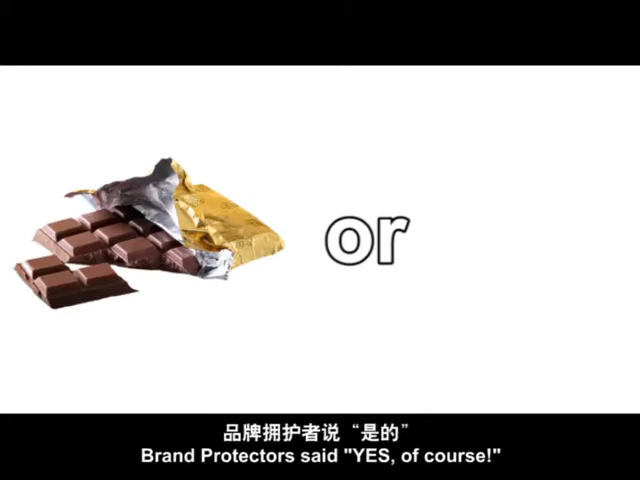 or
品牌拥护者说“是的”
Brand Protectors said "YES, of course!"